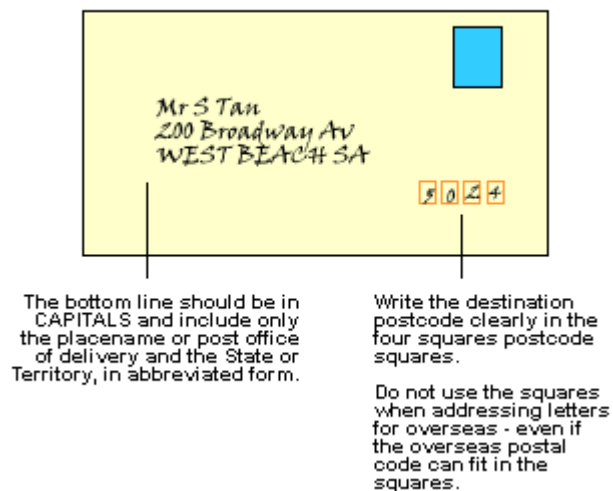 Mr S Tan
200 Broadway Av
WEST BEACH SA
5024
The bottom line should be in
CAPITALS and include only
the placename or post office
of delivery and the State or
Territory, in abbreviated form.
Write the destination
postcode clearly in the
four squares postcode
squares.
Do not use the squares
when addressing letters
for overseas - even if
the overseas postal
code can fit in the
squares.